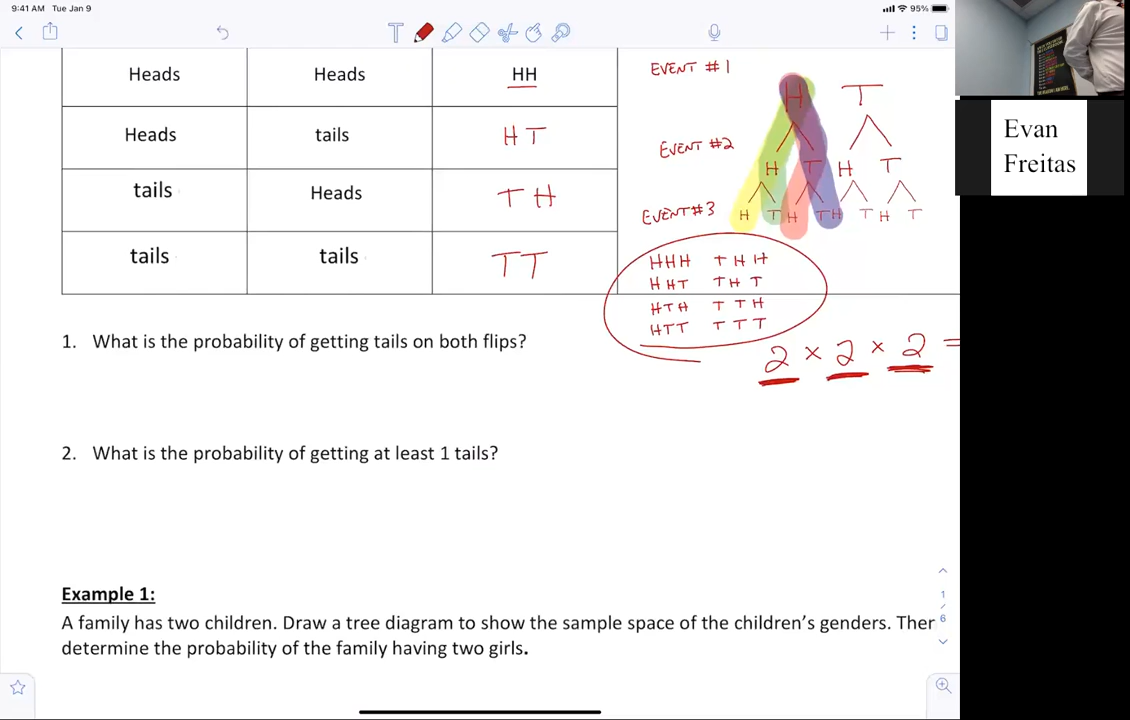 9:41 AM Tue Jan 9
95%
Heads Heads HH
Heads tails HT
tails Heads TH
tails tails TT
EVENT #1
H T
EVENT #2
H T H T
EVENT #3
H T H T H T H T
HHH THH
HHT THT
HTH TTH
HTT TTT
2 × 2 × 2 =
1. What is the probability of getting tails on both flips?
2. What is the probability of getting at least 1 tails?
Example 1:
A family has two children. Draw a tree diagram to show the sample space of the children's genders. Ther
determine the probability of the family having two girls.
1
/
6
Evan
Freitas